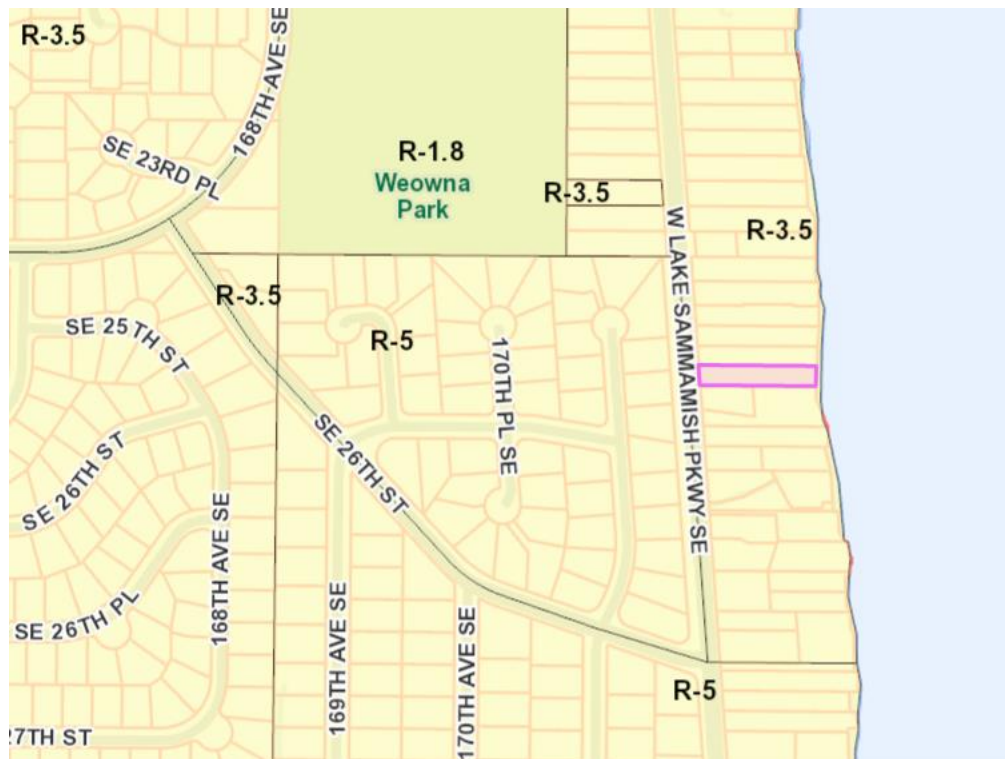 R-3.5
168TH AVE SE
SE 23RD PL
R-1.8
Weowna
Park
R-3.5
W LAKE SAMMAMISH PKWY SE
R-3.5
R-3.5
SE 25TH ST
R-5
170TH PL SE
SE 26TH ST
SE 26TH ST
168TH AVE SE
SE 26TH PL
169TH AVE SE
170TH AVE SE
R-5
27TH ST